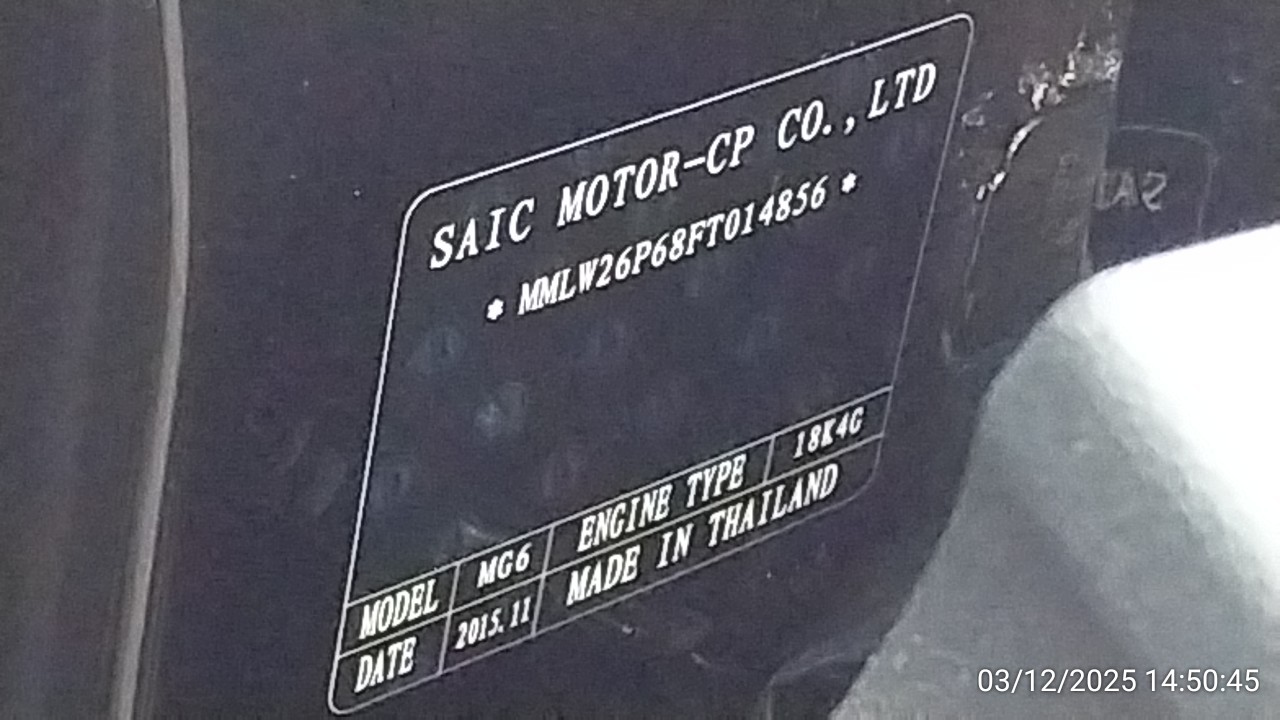 SAIC MOTOR-CP CO.,LTD
* MMLW26P68FT014856 *
MODEL MG6 ENGINE TYPE 18K4G
DATE 2015.11 MADE IN THAILAND
03/12/2025 14:50:45